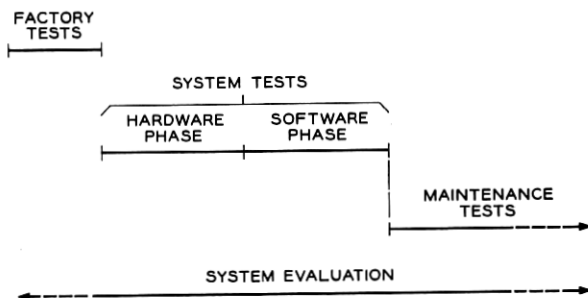 FACTORY
TESTS
SYSTEM TESTS
HARDWARE
PHASE
SOFTWARE
PHASE
MAINTENANCE
TESTS
SYSTEM EVALUATION